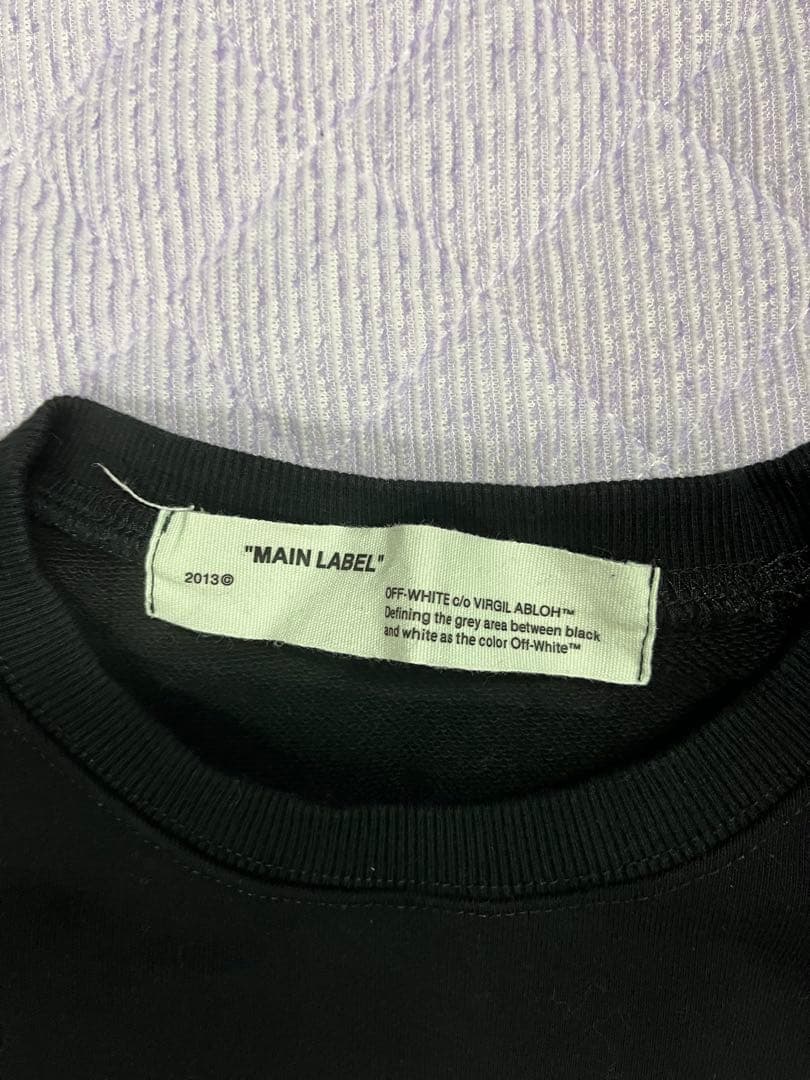 "MAIN LABEL"
2013©
OFF-WHITE c/o VIRGIL ABLOH™
Defining the grey area between black
and white as the color Off-White™